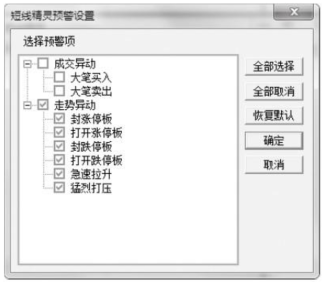 短线精灵预警设置
选择预警项
成交异动
大笔买入
大笔卖出
走势异动
封涨停板
打开涨停板
封跌停板
打开跌停板
急速拉升
猛烈打压
全部选择
全部取消
恢复默认
确定
取消